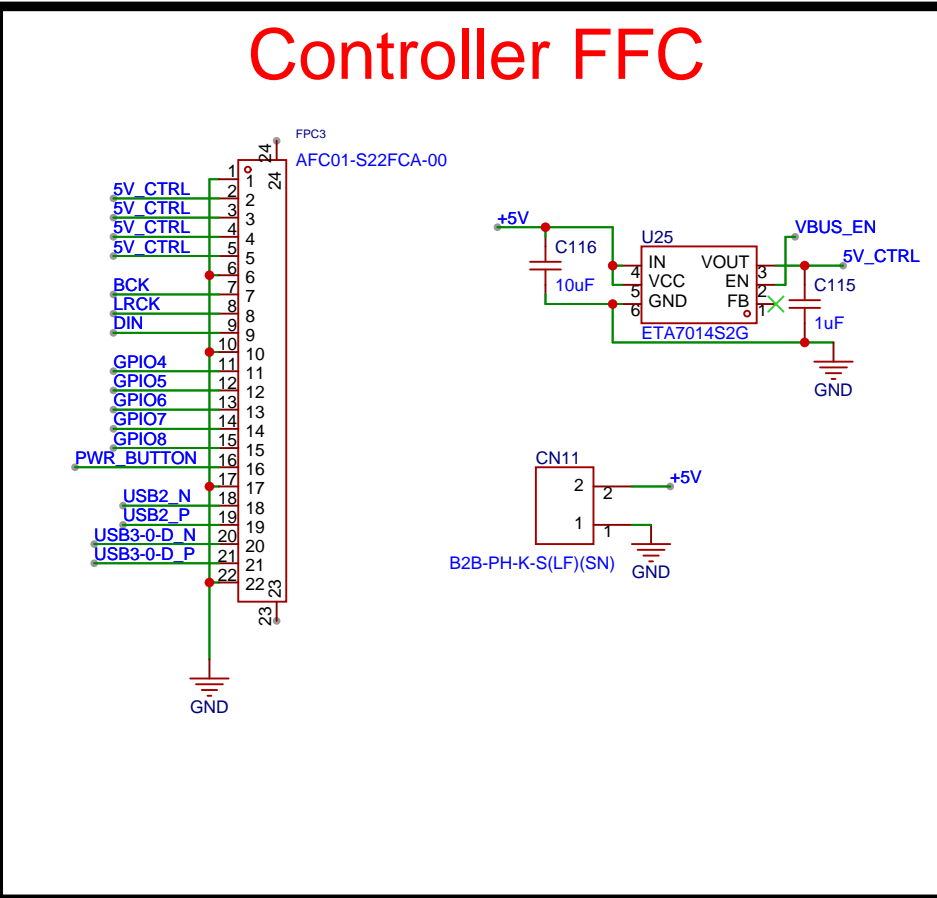 Controller FFC
FPC3
AFC01-S22FCA-00
24
24
1
1
5V_CTRL
2
2
5V_CTRL
3
3
5V_CTRL
4
4
5V_CTRL
5
5
6
6
BCK
7
7
LRCK
8
8
DIN
9
9
10
10
GPIO4
11
11
GPIO5
12
12
GPIO6
13
13
GPIO7
14
14
GPIO8
15
15
PWR_BUTTON
16
16
17
17
USB2_N
18
18
USB2_P
19
19
USB3-0-D_N
20
20
USB3-0-D_P
21
21
22
22
23
23
GND
+5V
C116
10uF
U25
IN
VCC
GND
4
5
6
VOUT
EN
FB
3
2
1
ETA7014S2G
VBUS_EN
5V_CTRL
C115
1uF
GND
CN11
2
2
+5V
1
1
B2B-PH-K-S(LF)(SN)
GND